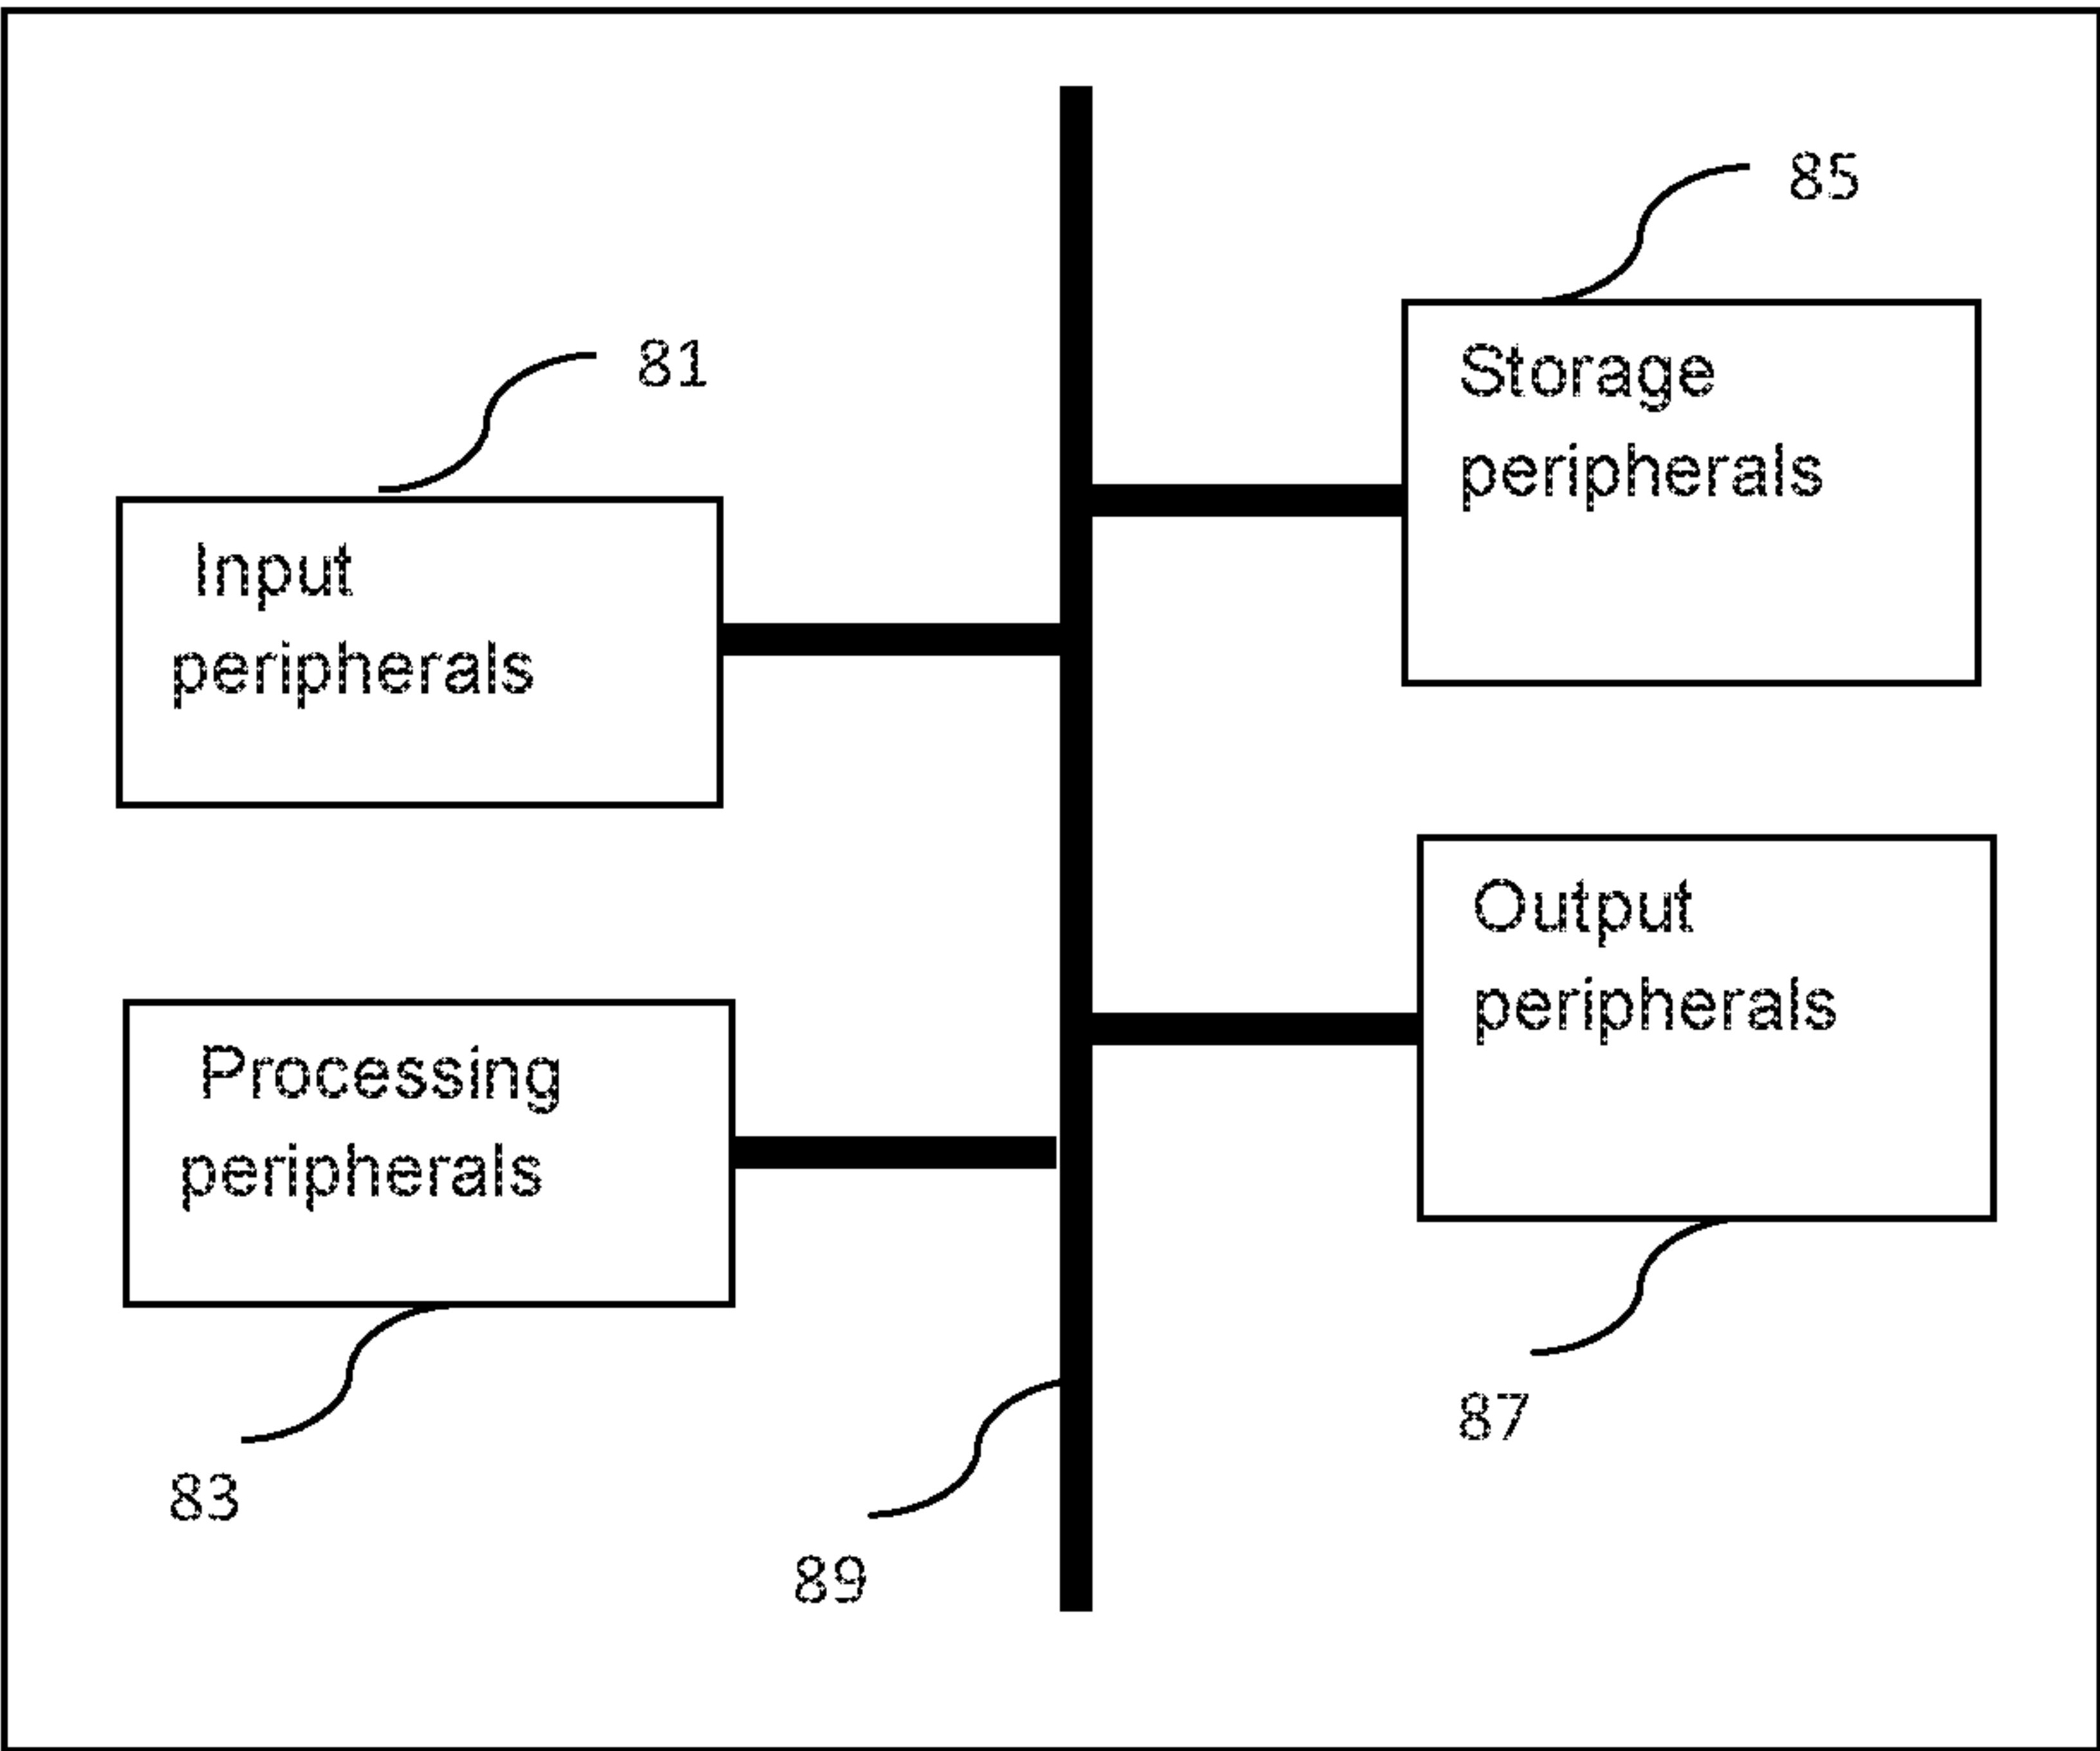 85
81
Storage
peripherals
Input
peripherals
Output
peripherals
Processing
peripherals
87
83
89